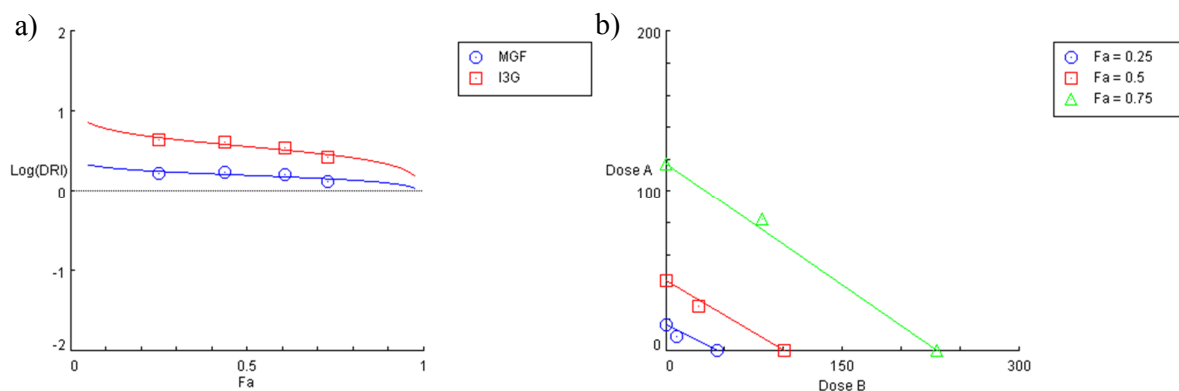 a)
2
1
Log(DRI)
0
-1
-2
0
0.5
1
Fa
MGF
I3G
b)
200
Dose A
100
0
0
150
300
Dose B
Fa = 0.25
Fa = 0.5
Fa = 0.75